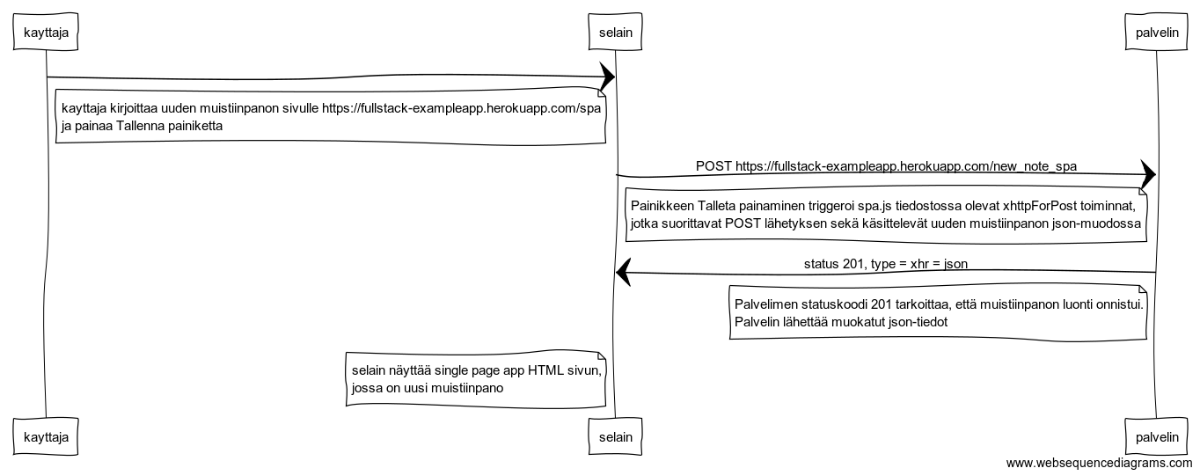 kayttaja
selain
palvelin
kayttaja kirjoittaa uuden muistiinpanon sivulle https://fullstack-exampleapp.herokuapp.com/spa
ja painaa Tallenna painiketta
POST https://fullstack-exampleapp.herokuapp.com/new_note_spa
Painikkeen Talleta painaminen triggeroi spa.js tiedostossa olevat xhttpForPost toiminnat,
jotka suorittavat POST lähetyksen sekä käsittelevät uuden muistiinpanon json-muodossa
status 201, type = xhr = json
Palvelimen statuskoodi 201 tarkoittaa, että muistiinpanon luonti onnistui.
Palvelin lähettää muokatut json-tiedot
selain näyttää single page app HTML sivun,
jossa on uusi muistiinpano
kayttaja
selain
palvelin
www.websequencediagrams.com